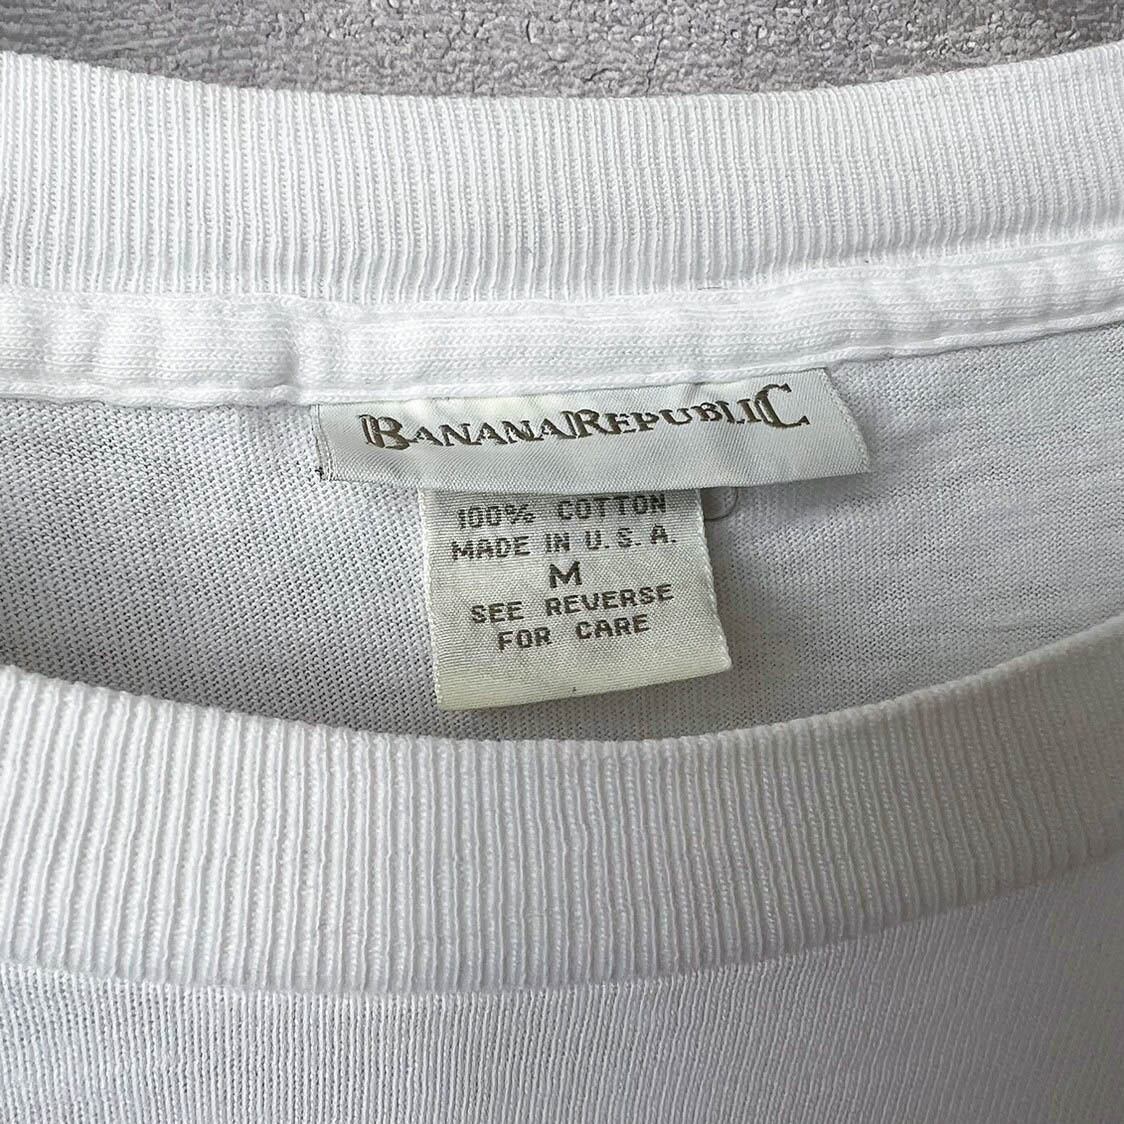 BANANA REPUBLIC
100% COTTON
MADE IN U.S.A.
M
SEE REVERSE
FOR CARE